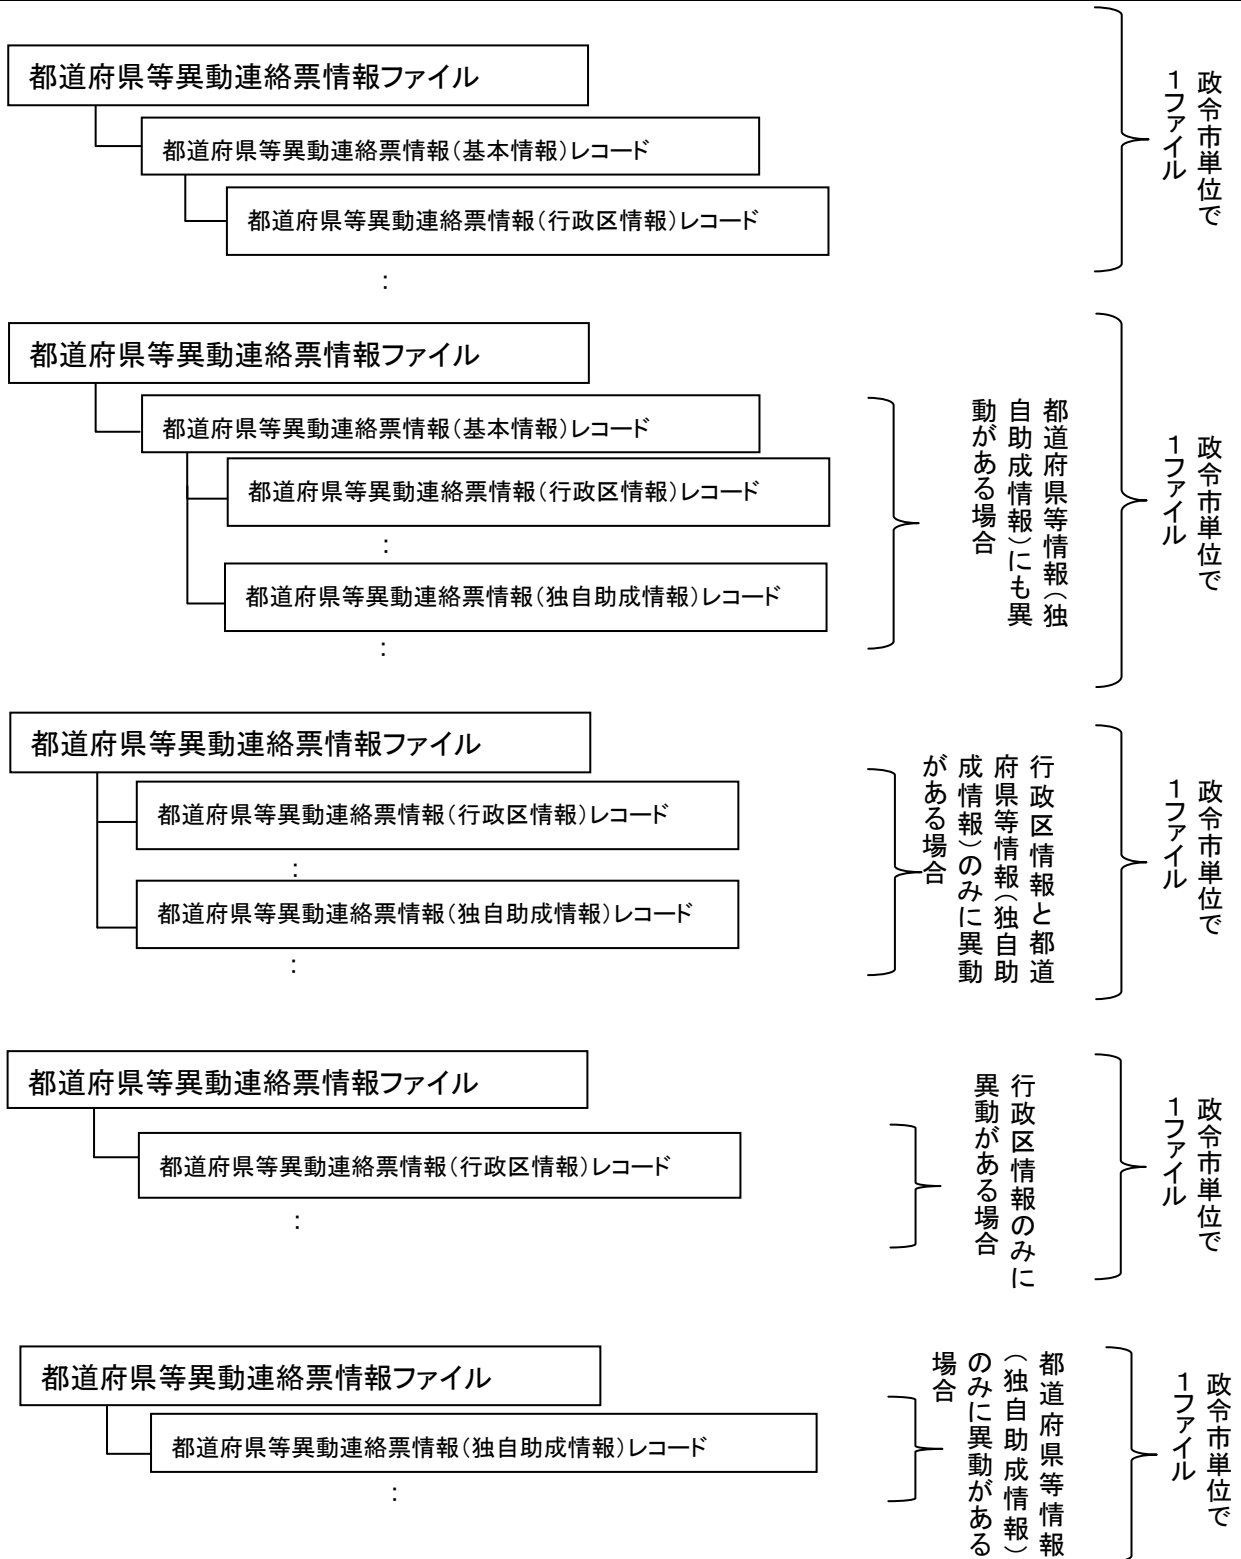 都道府県等異動連絡票情報ファイル
都道府県等異動連絡票情報(基本情報)レコード
都道府県等異動連絡票情報(行政区情報)レコード
:
政令市単位で
1ファイル
都道府県等異動連絡票情報ファイル
都道府県等異動連絡票情報(基本情報)レコード
都道府県等異動連絡票情報(行政区情報)レコード
:
都道府県等異動連絡票情報(独自助成情報)レコード
:
都道府県等情報(独
自助成情報)にも異
動がある場合
政令市単位で
1ファイル
都道府県等異動連絡票情報ファイル
都道府県等異動連絡票情報(行政区情報)レコード
:
都道府県等異動連絡票情報(独自助成情報)レコード
:
行政区情報と都道
府県等情報(独自助
成情報)のみに異動
がある場合
政令市単位で
1ファイル
都道府県等異動連絡票情報ファイル
都道府県等異動連絡票情報(行政区情報)レコード
:
行政区情報のみに
異動がある場合
政令市単位で
1ファイル
都道府県等異動連絡票情報ファイル
都道府県等異動連絡票情報(独自助成情報)レコード
:
都道府県等情報
(独自助成情報)
のみに異動がある
場合
政令市単位で
1ファイル